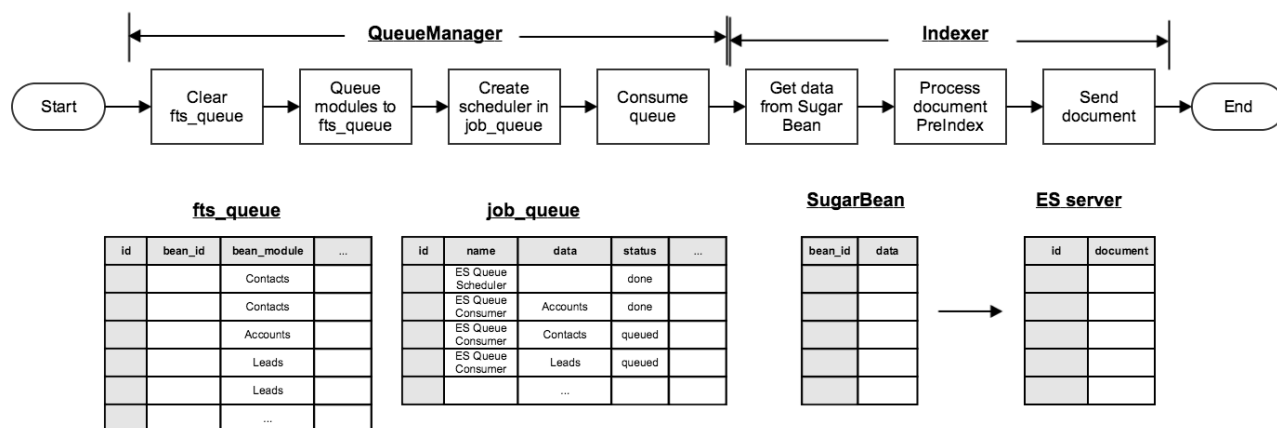 QueueManager
Indexer
Start
Clear
fts_queue
Queue
modules to
fts_queue
Create
scheduler in
job_queue
Consume
queue
Get data
from Sugar
Bean
Process
document
PreIndex
Send
document
End
fts_queue
id bean_id bean_module ...
Contacts
Contacts
Accounts
Leads
Leads
...
job_queue
id name data status ...
ES Queue
Scheduler done
ES Queue
Consumer Accounts done
ES Queue
Consumer Contacts queued
ES Queue
Consumer Leads queued
...
SugarBean
bean_id data
ES server
id document